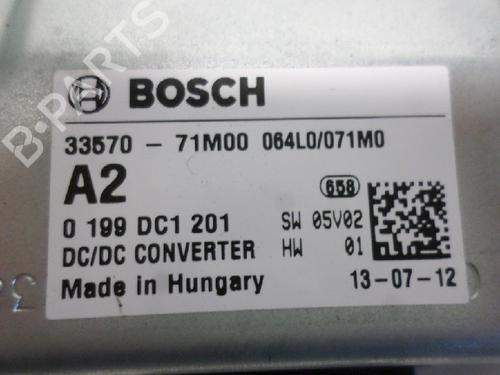 BOSCH
33570 - 71M00 064L0/071M0
A2
658
0 199 DC1 201 SW 05V02
DC/DC CONVERTER HW 01
Made in Hungary 13-07-12
B-PARTS